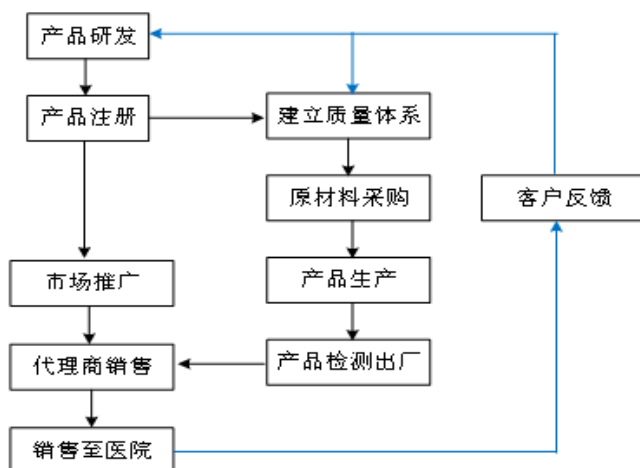 产品研发
产品注册
建立质量体系
原材料采购
客户反馈
市场推广
产品生产
代理商销售
产品检测出厂
销售至医院